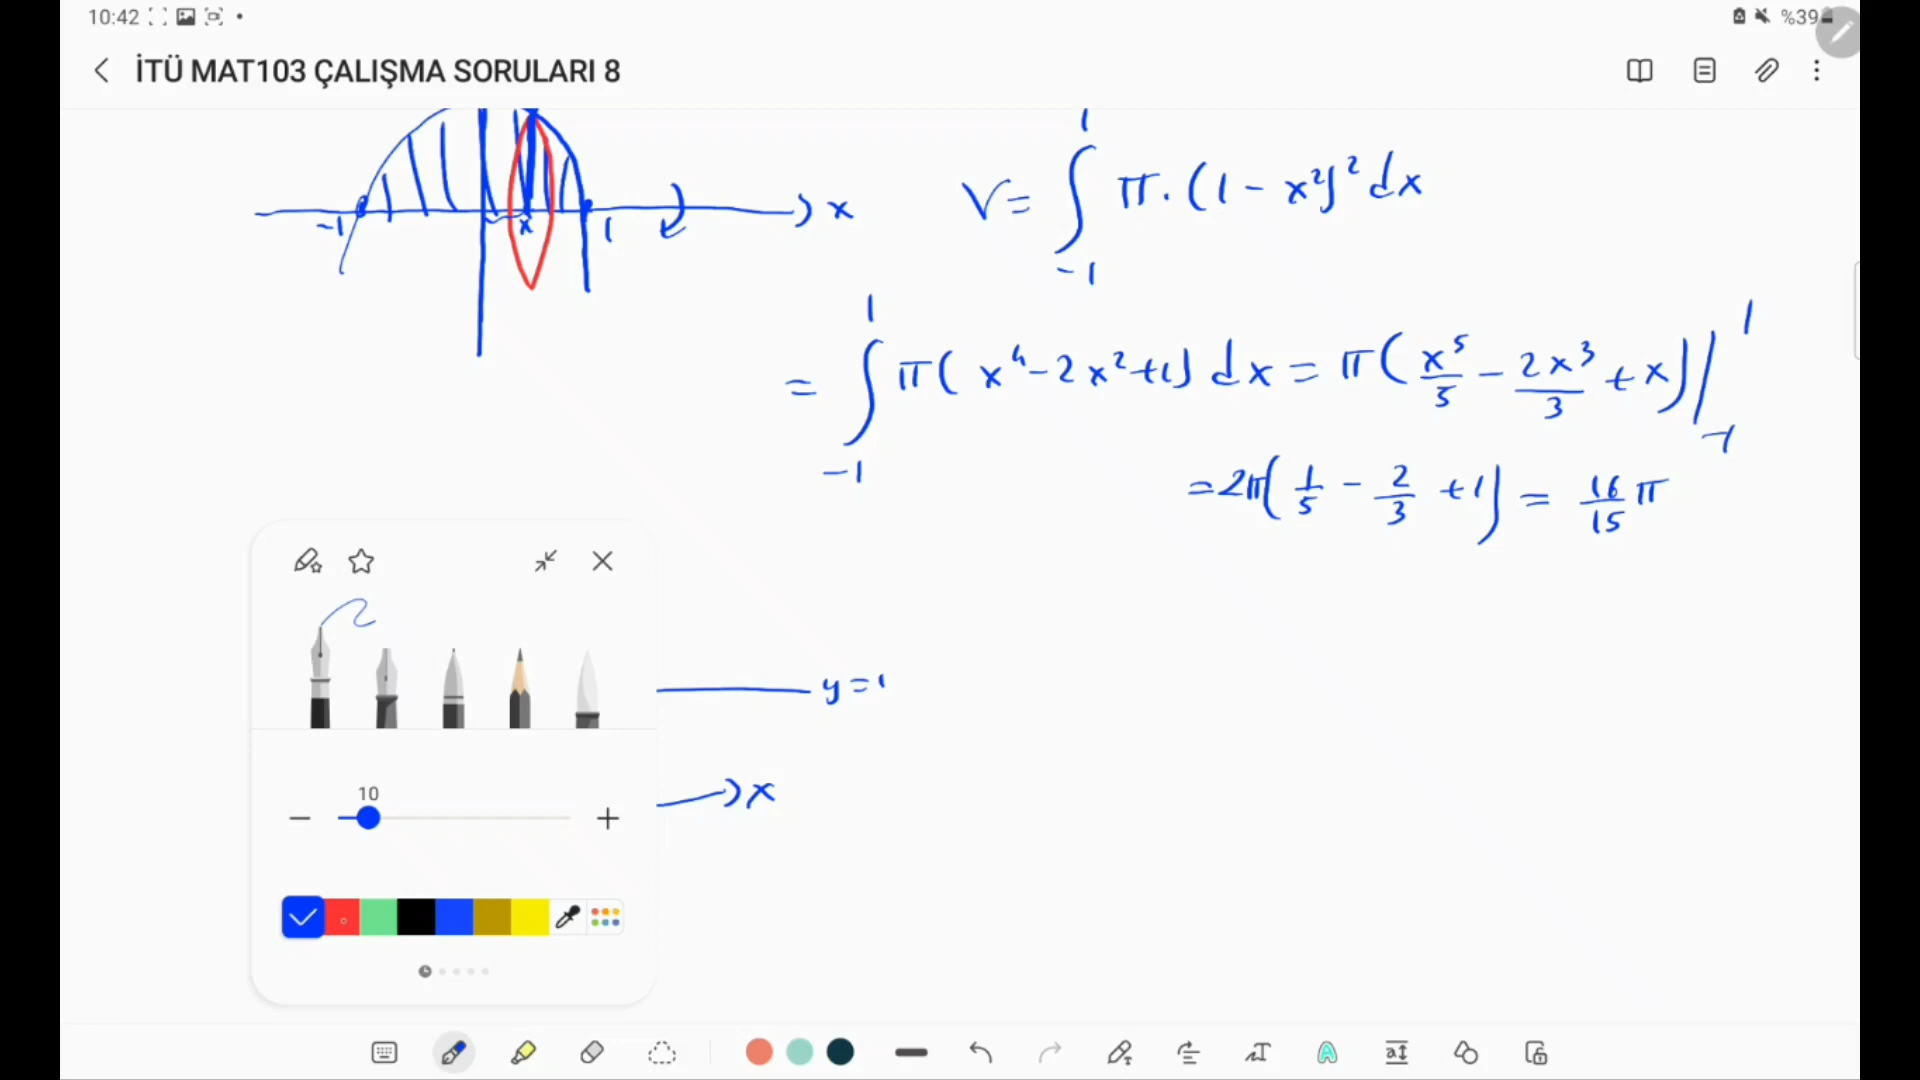 10:42 %39
İTÜ MAT103 ÇALIŞMA SORULARI 8
-1 x 1 x
V = ∫_{-1}^{1} π · (1 - x²)² dx
= ∫_{-1}^{1} π( x⁴ - 2x² + 1) dx = π( x⁵/5 - 2x³/3 + x) |_{-1}^{1}
= 2π( 1/5 - 2/3 + 1) = 16/15 π
y = 1
x
10